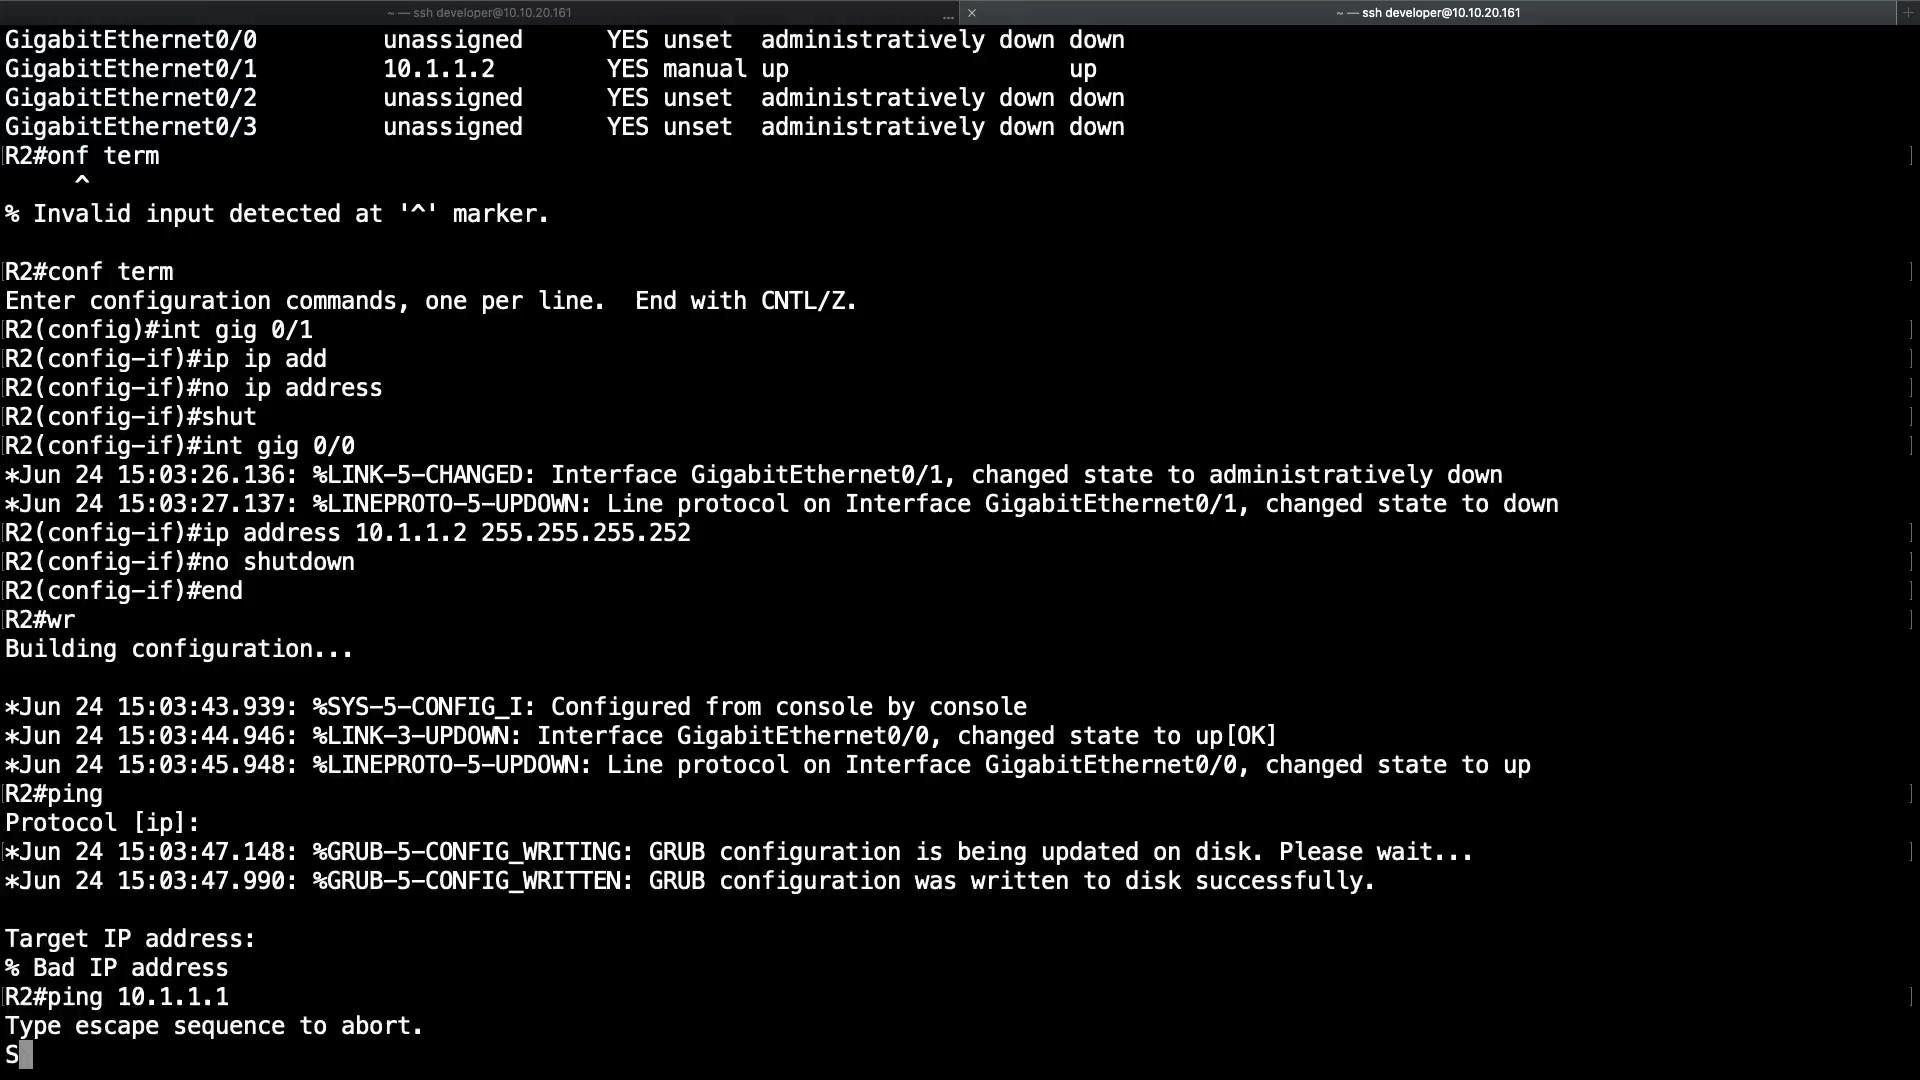 ~ — ssh developer@10.10.20.161 ... × ~ — ssh developer@10.10.20.161 +
GigabitEthernet0/0         unassigned      YES unset  administratively down down
GigabitEthernet0/1         10.1.1.2        YES manual up                    up
GigabitEthernet0/2         unassigned      YES unset  administratively down down
GigabitEthernet0/3         unassigned      YES unset  administratively down down
R2#onf term
     ^
% Invalid input detected at '^' marker.
R2#conf term
Enter configuration commands, one per line.  End with CNTL/Z.
R2(config)#int gig 0/1
R2(config-if)#ip ip add
R2(config-if)#no ip address
R2(config-if)#shut
R2(config-if)#int gig 0/0
*Jun 24 15:03:26.136: %LINK-5-CHANGED: Interface GigabitEthernet0/1, changed state to administratively down
*Jun 24 15:03:27.137: %LINEPROTO-5-UPDOWN: Line protocol on Interface GigabitEthernet0/1, changed state to down
R2(config-if)#ip address 10.1.1.2 255.255.255.252
R2(config-if)#no shutdown
R2(config-if)#end
R2#wr
Building configuration...
*Jun 24 15:03:43.939: %SYS-5-CONFIG_I: Configured from console by console
*Jun 24 15:03:44.946: %LINK-3-UPDOWN: Interface GigabitEthernet0/0, changed state to up[OK]
*Jun 24 15:03:45.948: %LINEPROTO-5-UPDOWN: Line protocol on Interface GigabitEthernet0/0, changed state to up
R2#ping
Protocol [ip]:
*Jun 24 15:03:47.148: %GRUB-5-CONFIG_WRITING: GRUB configuration is being updated on disk. Please wait...
*Jun 24 15:03:47.990: %GRUB-5-CONFIG_WRITTEN: GRUB configuration was written to disk successfully.
Target IP address:
% Bad IP address
R2#ping 10.1.1.1
Type escape sequence to abort.
S